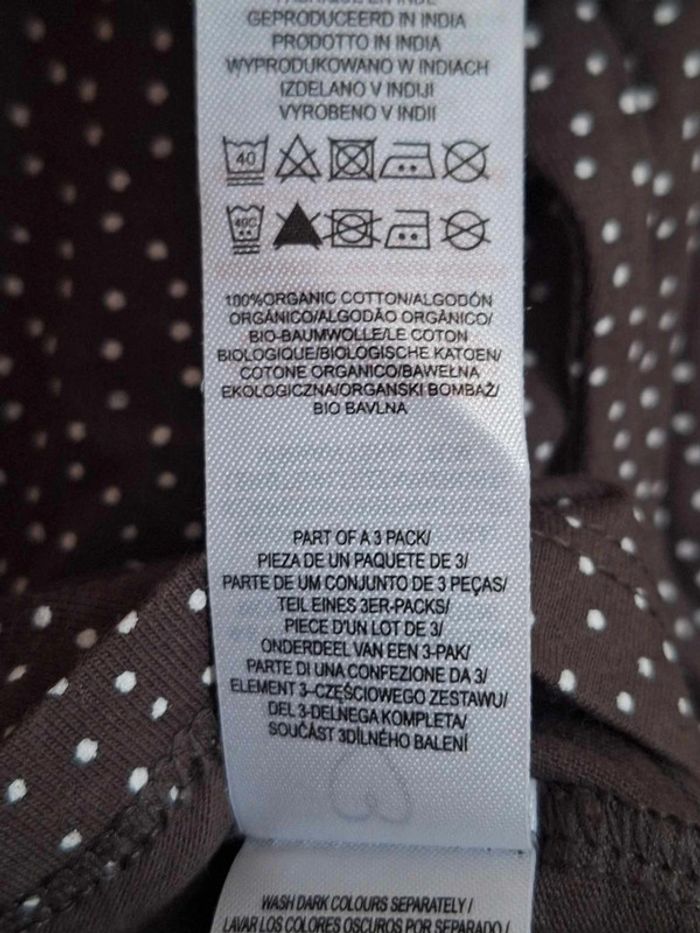 GEPRODUCEERD IN INDIA
PRODOTTO IN INDIA
WYPRODUKOWANO W INDIACH
IZDELANO V INDIJI
VYROBENO V INDII
40
40C
100%ORGANIC COTTON/ALGODÓN
ORGÂNICO/ALGODÃO ORGÂNICO/
BIO-BAUMWOLLE/LE COTON
BIOLOGIQUE/BIOLOGISCHE KATOEN/
COTONE ORGANICO/BAWEŁNA
EKOLOGICZNA/ORGANSKI BOMBAŽ/
BIO BAVLNA
PART OF A 3 PACK/
PIEZA DE UN PAQUETE DE 3/
PARTE DE UM CONJUNTO DE 3 PEÇAS/
TEIL EINES 3ER-PACKS/
PIECE D'UN LOT DE 3/
ONDERDEEL VAN EEN 3-PAK/
PARTE DI UNA CONFEZIONE DA 3/
ELEMENT 3-CZĘŚCIOWEGO ZESTAWU/
DEL 3-DELNEGA KOMPLETA/
SOUČÁST 3DÍLNÉHO BALENÍ
WASH DARK COLOURS SEPARATELY /
LAVAR LOS COLORES OSCUROS POR SEPARADO /